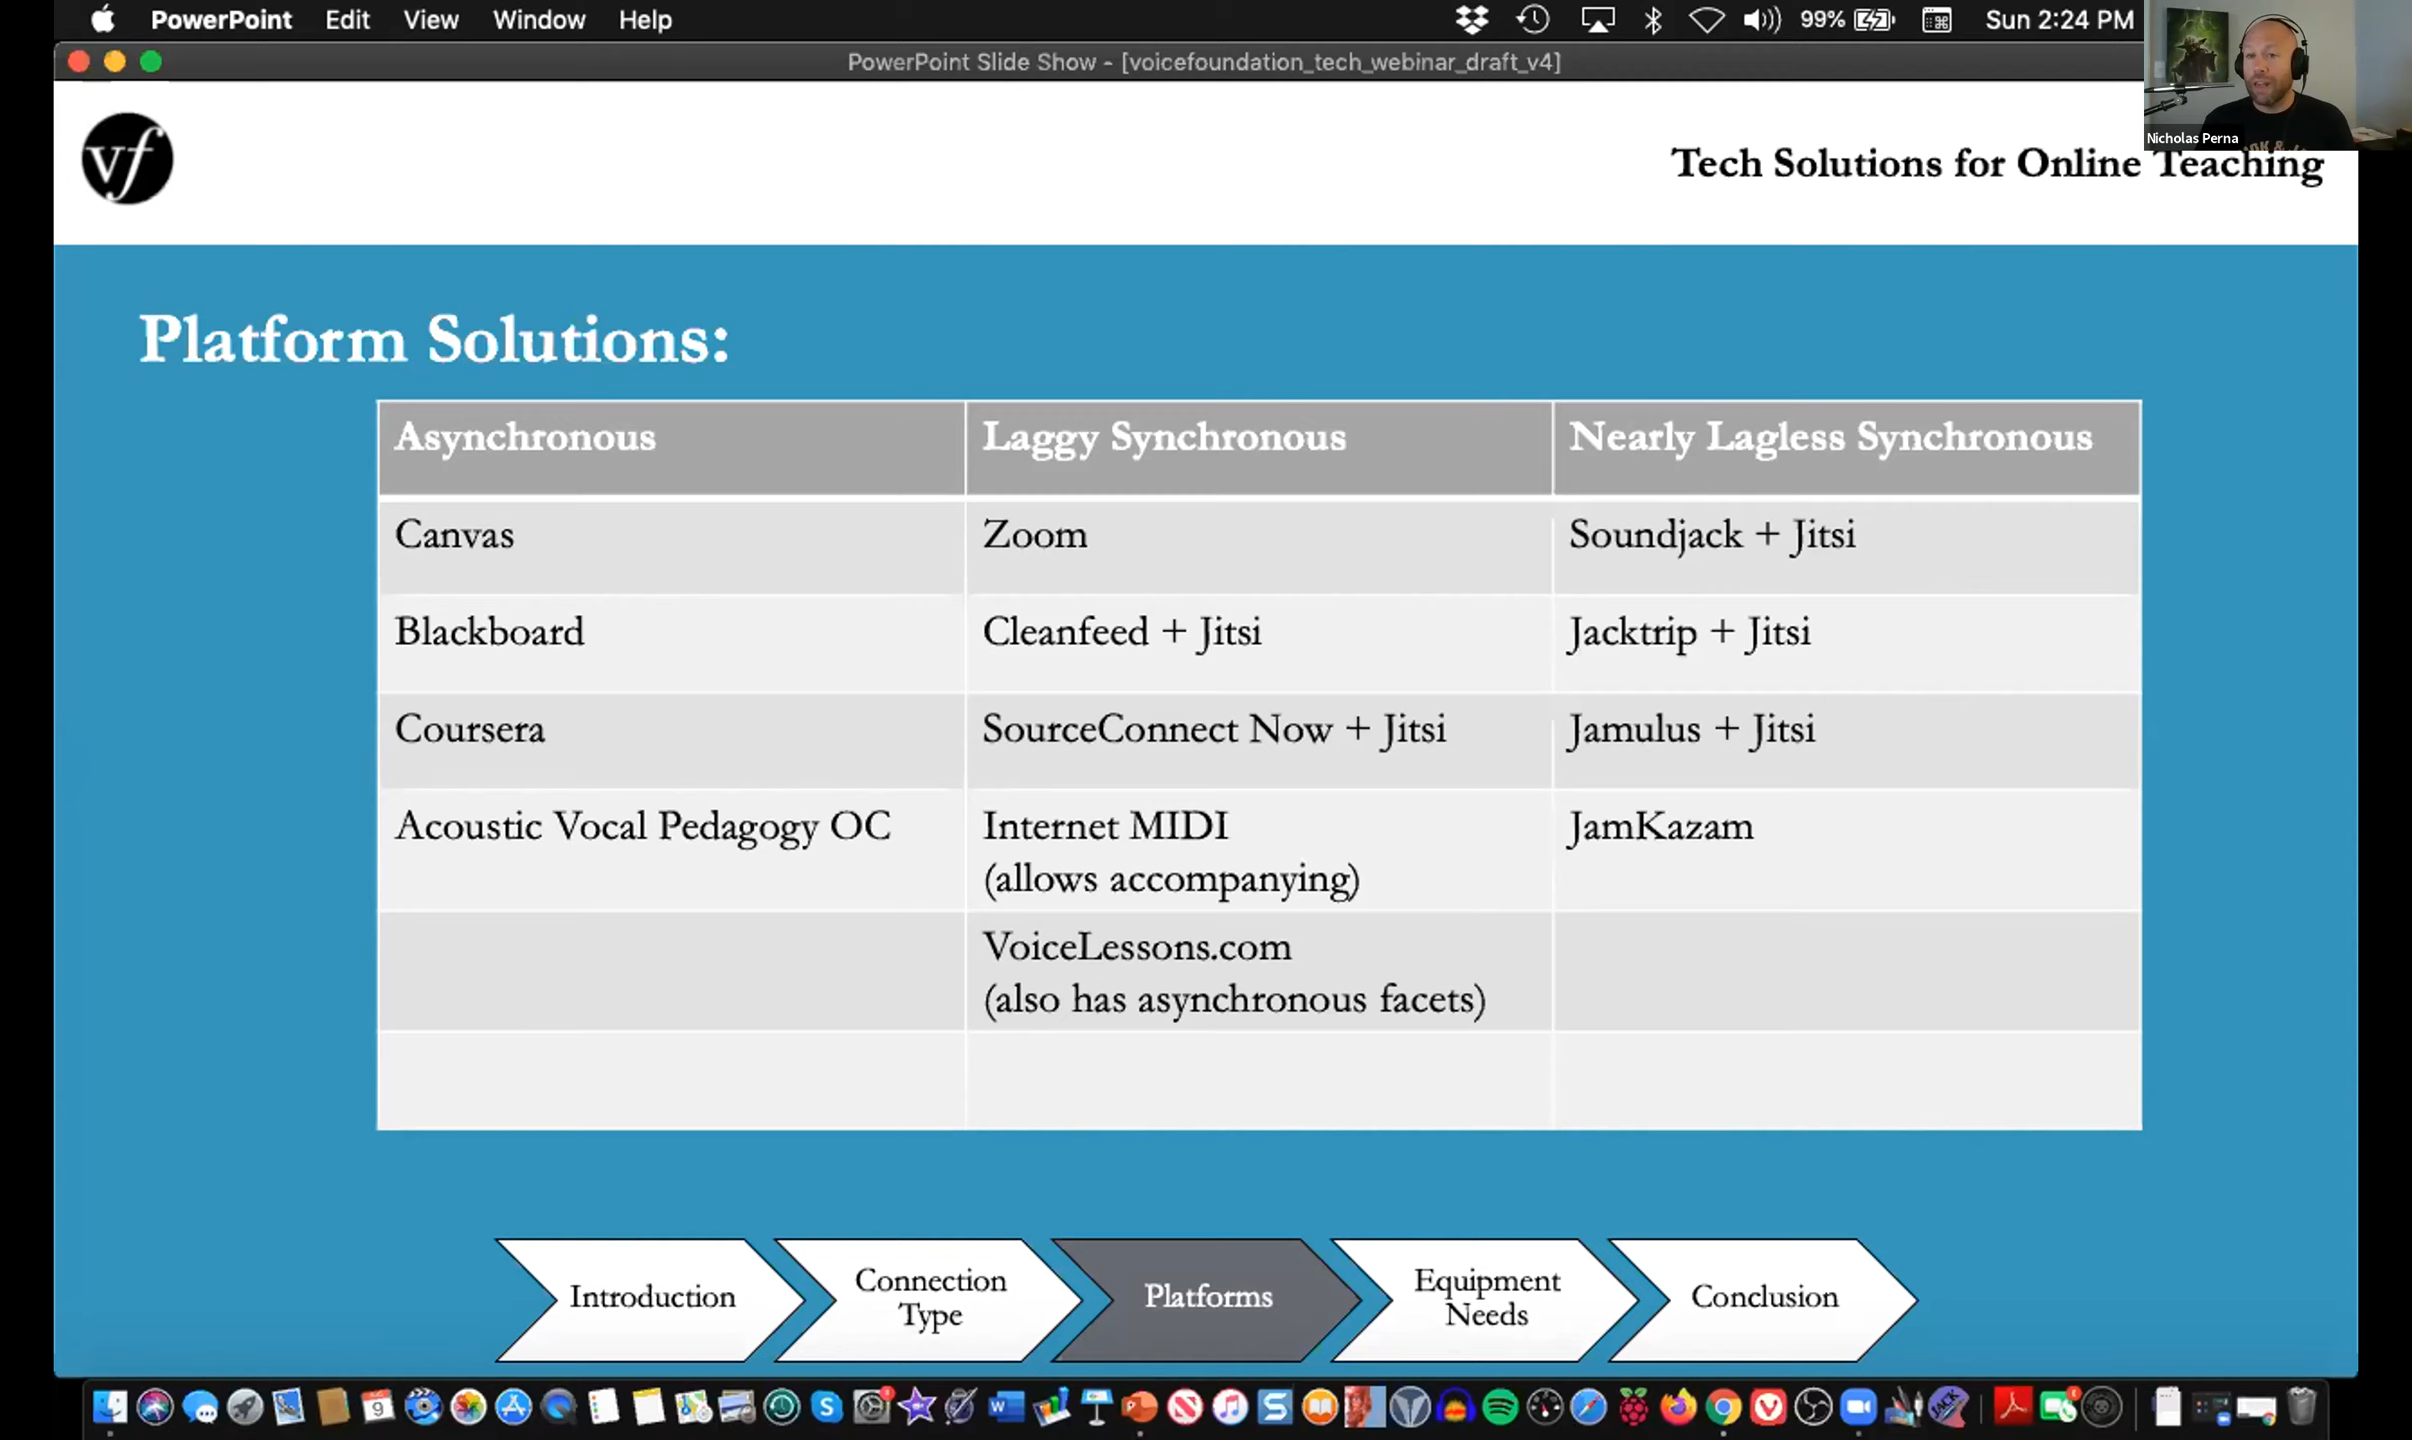 PowerPoint Edit View Window Help 99% Sun 2:24 PM
PowerPoint Slide Show - [voicefoundation_tech_webinar_draft_v4]
Nicholas Perna
vf
Tech Solutions for Online Teaching
Platform Solutions:
Asynchronous Laggy Synchronous Nearly Lagless Synchronous
Canvas Zoom Soundjack + Jitsi
Blackboard Cleanfeed + Jitsi Jacktrip + Jitsi
Coursera SourceConnect Now + Jitsi Jamulus + Jitsi
Acoustic Vocal Pedagogy OC Internet MIDI JamKazam
(allows accompanying)
VoiceLessons.com
(also has asynchronous facets)
Introduction
Connection
Type
Platforms
Equipment
Needs
Conclusion
9